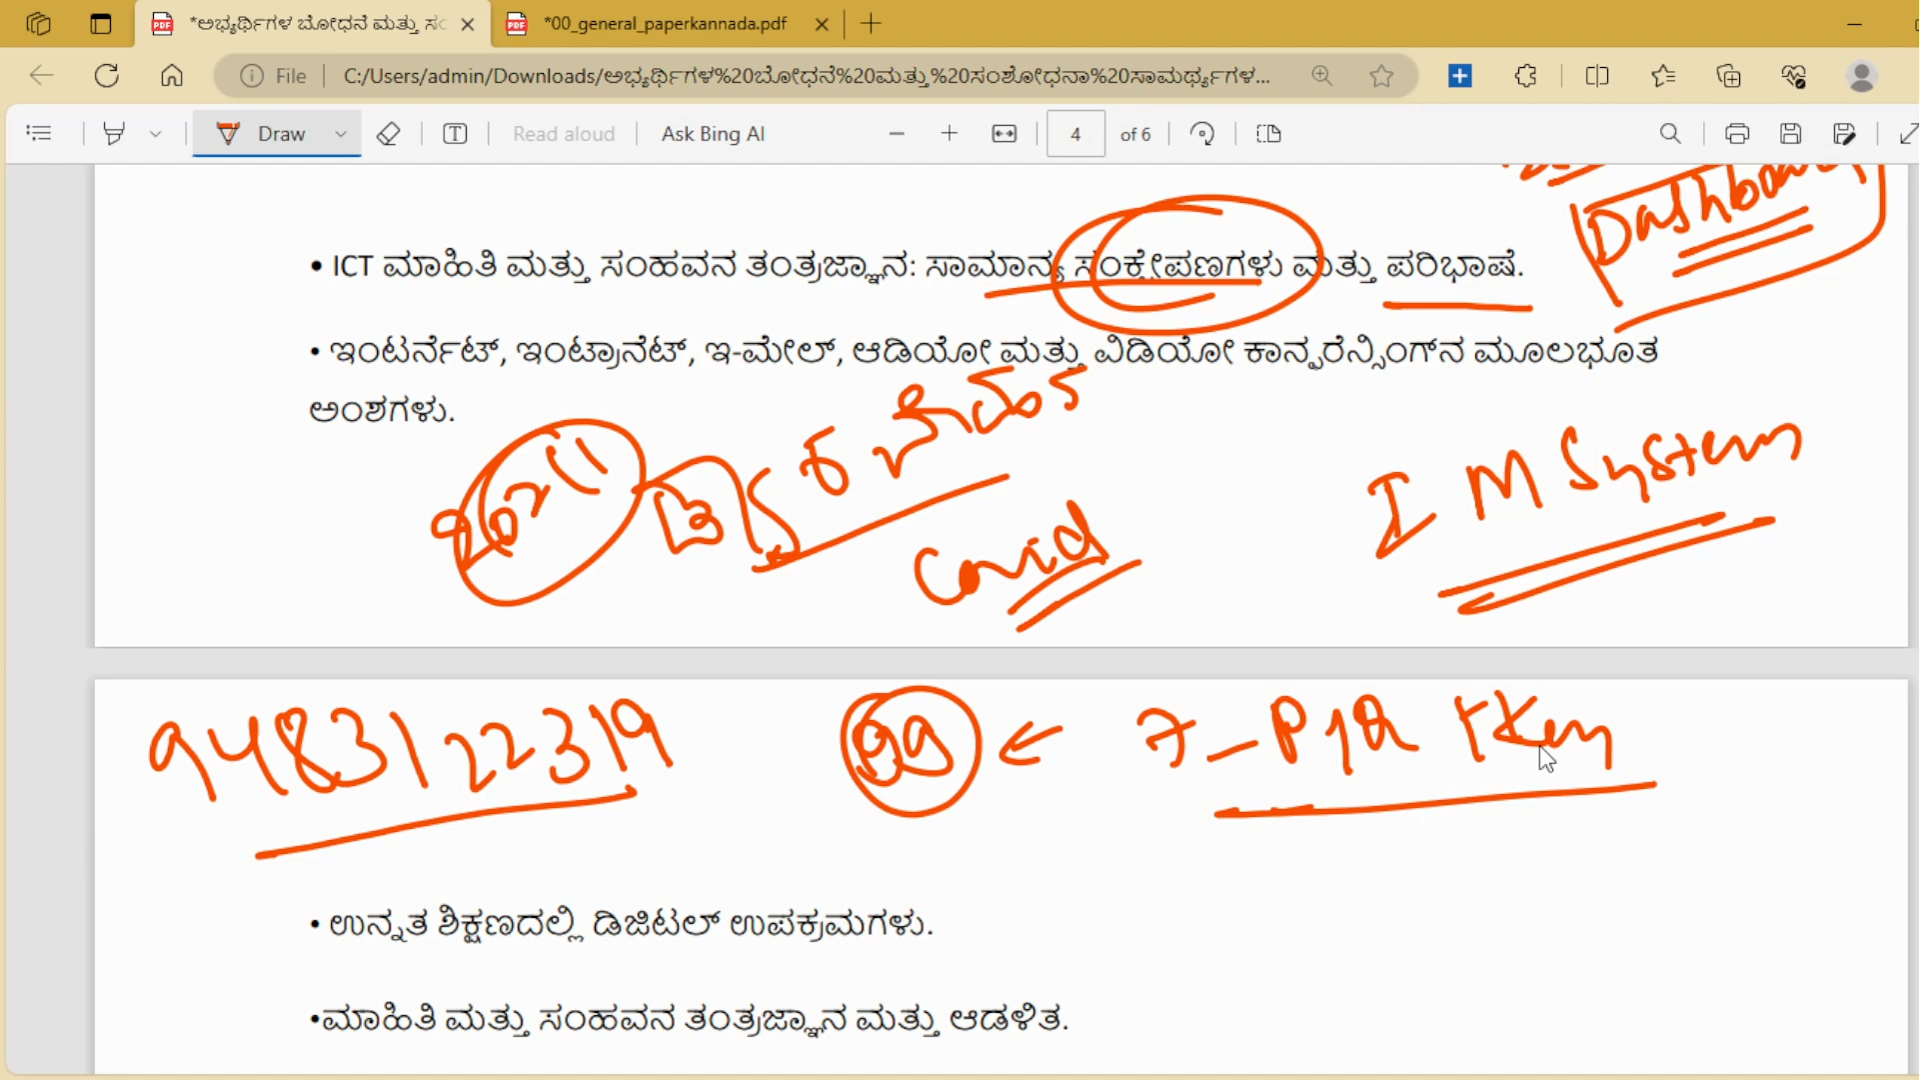 *ಅಭ್ಯರ್ಥಿಗಳ ಬೋಧನೆ ಮತ್ತು ಸಂ
*00_general_paperkannada.pdf
File C:/Users/admin/Downloads/ಅಭ್ಯರ್ಥಿಗಳ%20ಬೋಧನೆ%20ಮತ್ತು%20ಸಂಶೋಧನಾ%20ಸಾಮರ್ಥ್ಯಗಳ...
Draw Read aloud Ask Bing AI 4 of 6
Dashboard
• ICT ಮಾಹಿತಿ ಮತ್ತು ಸಂಹವನ ತಂತ್ರಜ್ಞಾನ: ಸಾಮಾನ್ಯ ಸಂಕ್ಷೇಪಣಗಳು ಮತ್ತು ಪರಿಭಾಷೆ.
• ಇಂಟರ್ನೆಟ್, ಇಂಟ್ರಾನೆಟ್, ಇ-ಮೇಲ್, ಆಡಿಯೋ ಮತ್ತು ವಿಡಿಯೋ ಕಾನ್ಫರೆನ್ಸಿಂಗ್‌ನ ಮೂಲಭೂತ
ಅಂಶಗಳು.
I M System
Covid
9483122319
• ಉನ್ನತ ಶಿಕ್ಷಣದಲ್ಲಿ ಡಿಜಿಟಲ್ ಉಪಕ್ರಮಗಳು.
•ಮಾಹಿತಿ ಮತ್ತು ಸಂಹವನ ತಂತ್ರಜ್ಞಾನ ಮತ್ತು ಆಡಳಿತ.